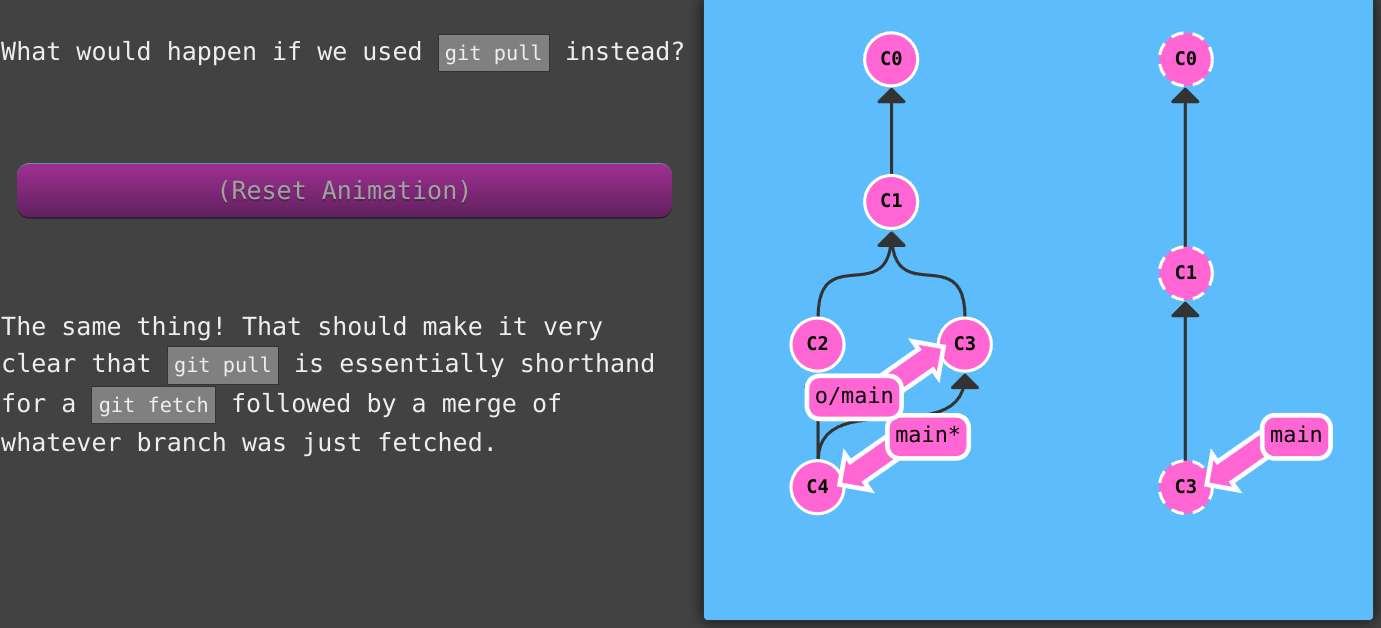 What would happen if we used git pull instead?
(Reset Animation)
The same thing! That should make it very
clear that git pull is essentially shorthand
for a git fetch followed by a merge of
whatever branch was just fetched.
C0
C1
C2
C3
o/main
main*
C4
C0
C1
main
C3